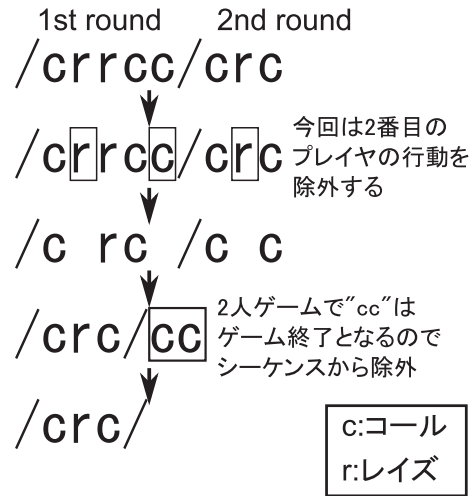 1st round 2nd round
/crrcc/crc
/crrcc/crc
今回は2番目の
プレイヤの行動を
除外する
/c rc /c c
/crc/cc
2人ゲームで"cc"は
ゲーム終了となるので
シーケンスから除外
/crc/
c:コール
r:レイズ